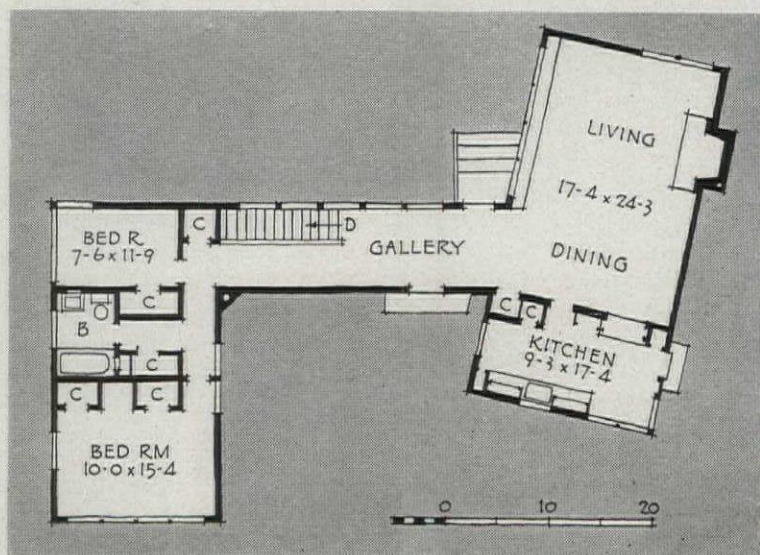 LIVING
17-4 x 24-3
DINING
C
D
GALLERY
BED R
7-6 x 11-9
C
B
C
C
C
BED RM
10-0 x 15-4
C
C
KITCHEN
9-3 x 17-4
0 10 20